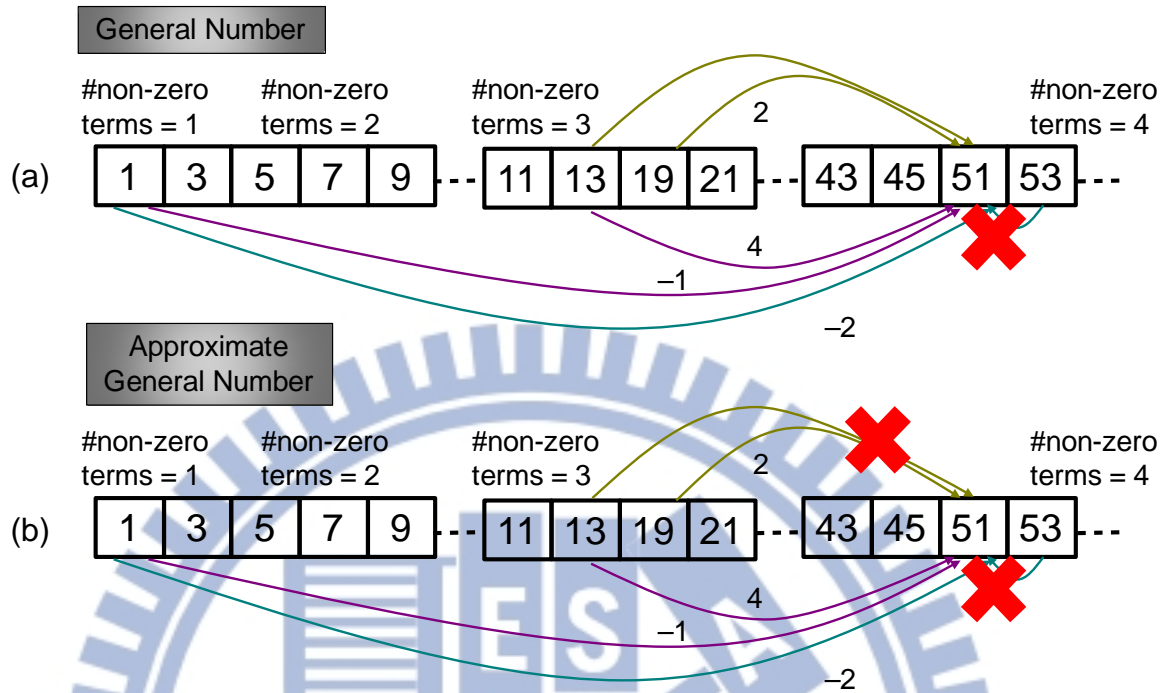 General Number
#non-zero terms = 1
#non-zero terms = 2
#non-zero terms = 3
#non-zero terms = 4
2
(a)
1 3 5 7 9 11 13 19 21 43 45 51 53
4
–1
–2
Approximate
General Number
#non-zero terms = 1
#non-zero terms = 2
#non-zero terms = 3
#non-zero terms = 4
2
(b)
1 3 5 7 9 11 13 19 21 43 45 51 53
4
–1
–2
ES
A